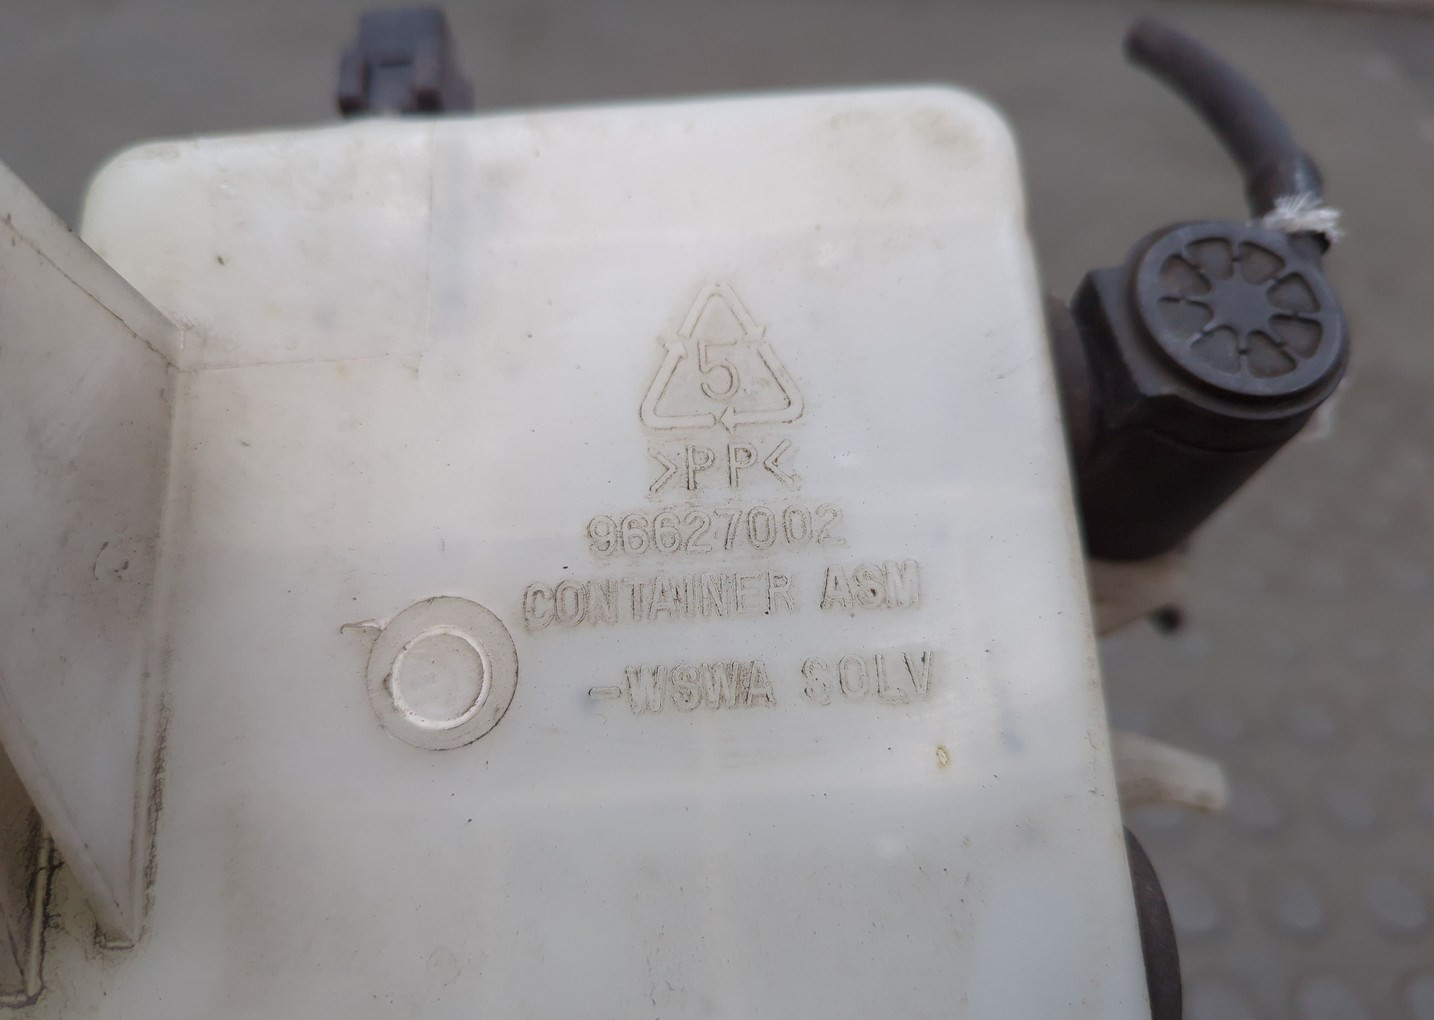 5
>PP<
96627002
CONTAINER ASM
-WSWA SOLV